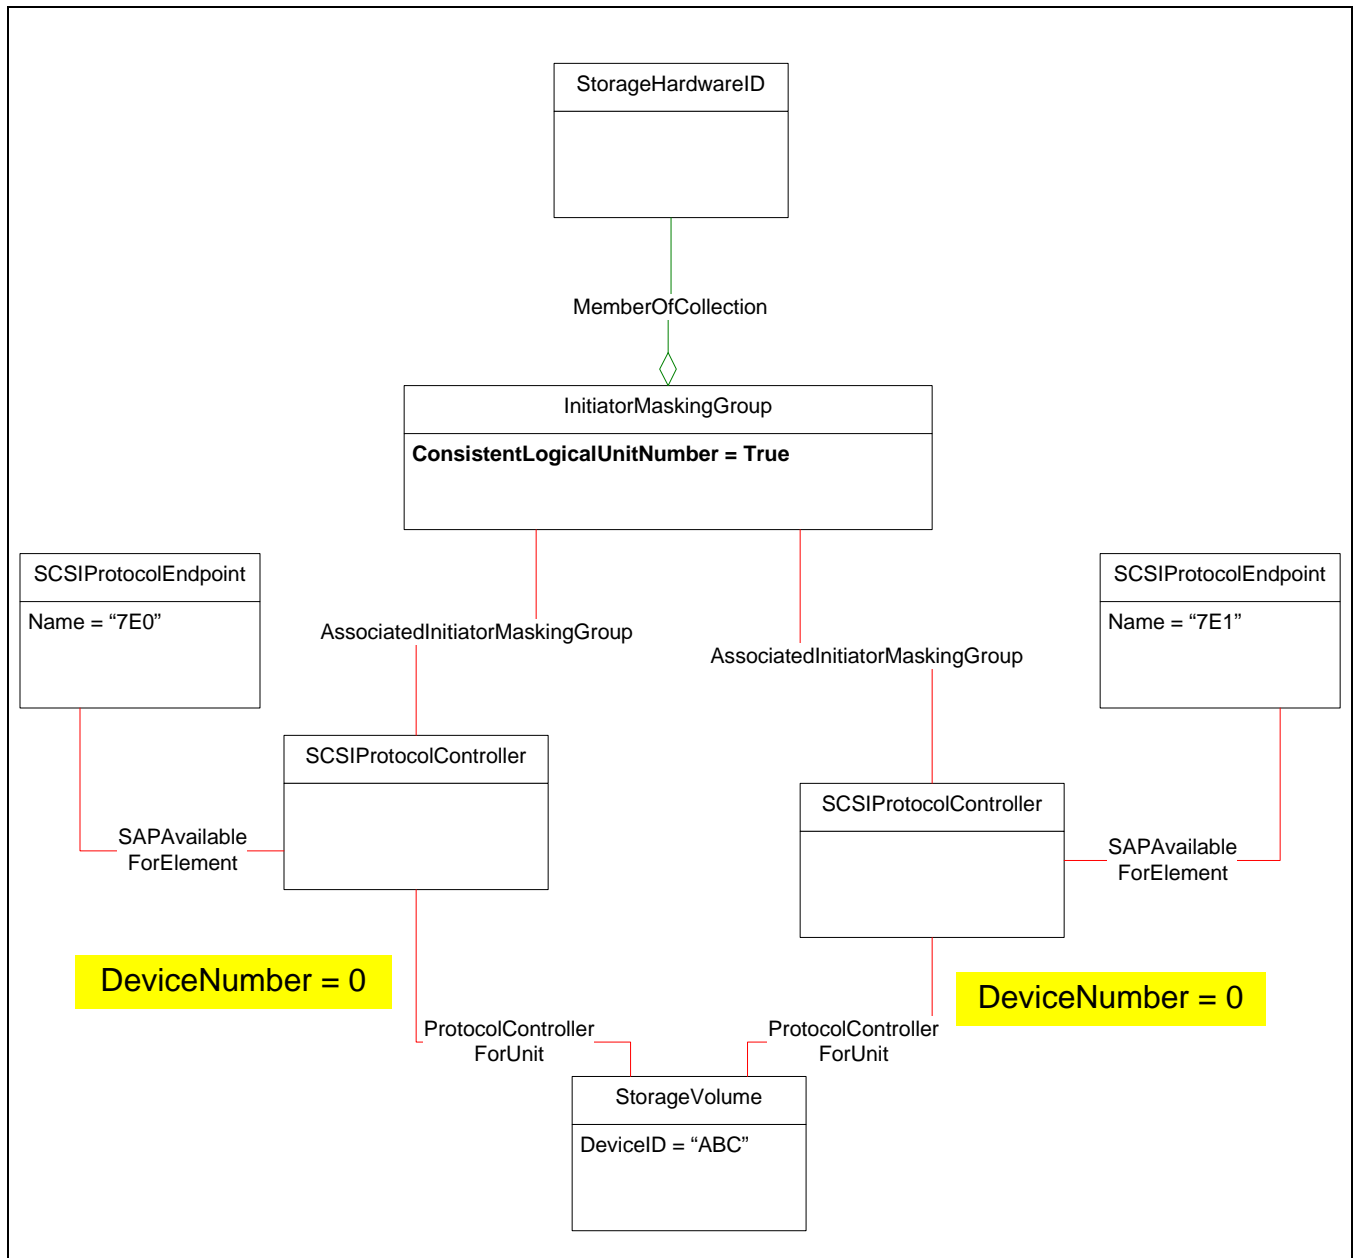 StorageHardwareID
MemberOfCollection
InitiatorMaskingGroup
ConsistentLogicalUnitNumber = True
SCSIProtocolEndpoint
Name = “7E0”
SCSIProtocolEndpoint
Name = “7E1”
AssociatedInitiatorMaskingGroup
AssociatedInitiatorMaskingGroup
SCSIProtocolController
SCSIProtocolController
SAPAvailable
ForElement
SAPAvailable
ForElement
DeviceNumber = 0
DeviceNumber = 0
ProtocolController
ForUnit
ProtocolController
ForUnit
StorageVolume
DeviceID = “ABC”